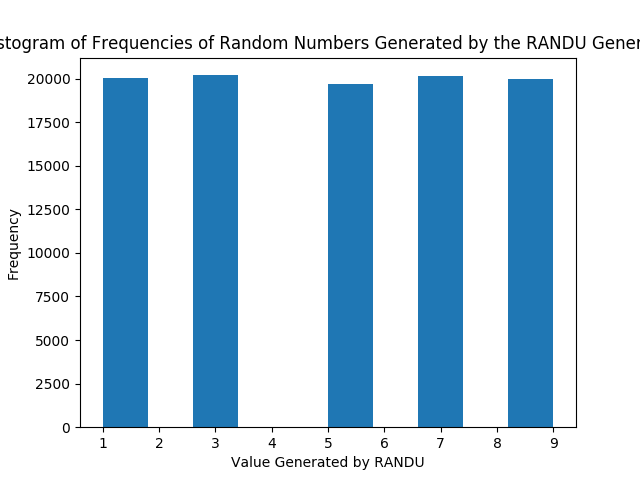 stogram of Frequencies of Random Numbers Generated by the RANDU Gener
20000
17500
15000
12500
10000
7500
5000
2500
0
Frequency
1 2 3 4 5 6 7 8 9
Value Generated by RANDU